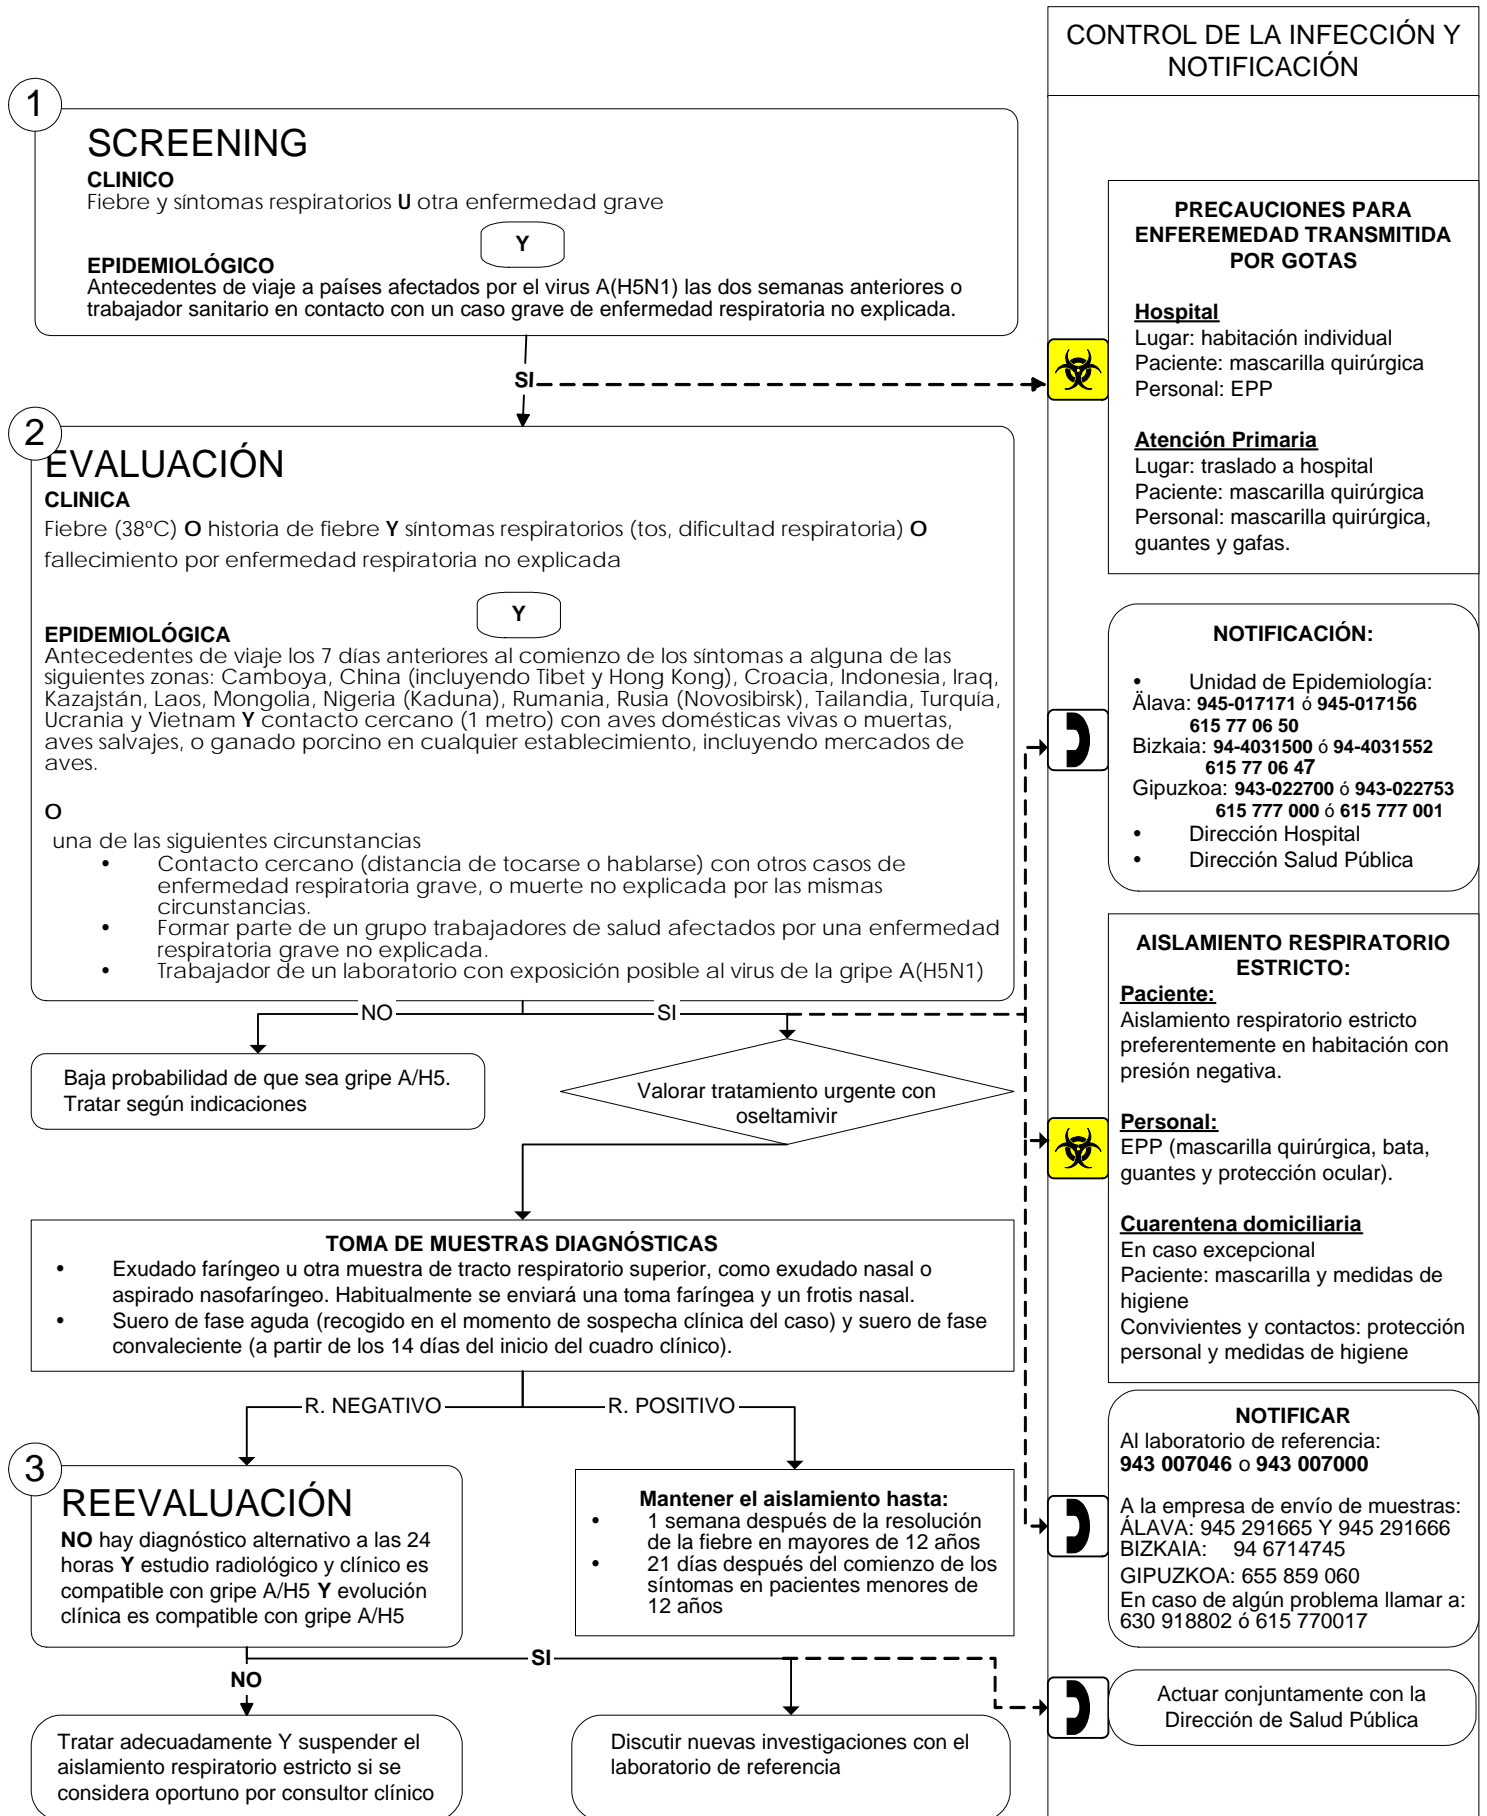 CONTROL DE LA INFECCIÓN Y
NOTIFICACIÓN
1
SCREENING
CLINICO
Fiebre y síntomas respiratorios U otra enfermedad grave
Y
EPIDEMIOLÓGICO
Antecedentes de viaje a países afectados por el virus A(H5N1) las dos semanas anteriores o
trabajador sanitario en contacto con un caso grave de enfermedad respiratoria no explicada.
SI
PRECAUCIONES PARA
ENFEREMEDAD TRANSMITIDA
POR GOTAS
Hospital
Lugar: habitación individual
Paciente: mascarilla quirúrgica
Personal: EPP
Atención Primaria
Lugar: traslado a hospital
Paciente: mascarilla quirúrgica
Personal: mascarilla quirúrgica,
guantes y gafas.
2
EVALUACIÓN
CLINICA
Fiebre (38ºC) O historia de fiebre Y síntomas respiratorios (tos, dificultad respiratoria) O
fallecimiento por enfermedad respiratoria no explicada
Y
EPIDEMIOLÓGICA
Antecedentes de viaje los 7 días anteriores al comienzo de los síntomas a alguna de las
siguientes zonas: Camboya, China (incluyendo Tibet y Hong Kong), Croacia, Indonesia, Iraq,
Kazajstán, Laos, Mongolia, Nigeria (Kaduna), Rumania, Rusia (Novosibirsk), Tailandia, Turquía,
Ucrania y Vietnam Y contacto cercano (1 metro) con aves domésticas vivas o muertas,
aves salvajes, o ganado porcino en cualquier establecimiento, incluyendo mercados de
aves.
O
una de las siguientes circunstancias
• Contacto cercano (distancia de tocarse o hablarse) con otros casos de
enfermedad respiratoria grave, o muerte no explicada por las mismas
circunstancias.
• Formar parte de un grupo trabajadores de salud afectados por una enfermedad
respiratoria grave no explicada.
• Trabajador de un laboratorio con exposición posible al virus de la gripe A(H5N1)
NOTIFICACIÓN:
• Unidad de Epidemiología:
Älava: 945-017171 ó 945-017156
615 77 06 50
Bizkaia: 94-4031500 ó 94-4031552
615 77 06 47
Gipuzkoa: 943-022700 ó 943-022753
615 777 000 ó 615 777 001
• Dirección Hospital
• Dirección Salud Pública
NO
SI
Baja probabilidad de que sea gripe A/H5.
Tratar según indicaciones
Valorar tratamiento urgente con
oseltamivir
AISLAMIENTO RESPIRATORIO
ESTRICTO:
Paciente:
Aislamiento respiratorio estricto
preferentemente en habitación con
presión negativa.
Personal:
EPP (mascarilla quirúrgica, bata,
guantes y protección ocular).
Cuarentena domiciliaria
En caso excepcional
Paciente: mascarilla y medidas de
higiene
Convivientes y contactos: protección
personal y medidas de higiene
TOMA DE MUESTRAS DIAGNÓSTICAS
• Exudado faríngeo u otra muestra de tracto respiratorio superior, como exudado nasal o
aspirado nasofaríngeo. Habitualmente se enviará una toma faríngea y un frotis nasal.
• Suero de fase aguda (recogido en el momento de sospecha clínica del caso) y suero de fase
convaleciente (a partir de los 14 días del inicio del cuadro clínico).
R. NEGATIVO
R. POSITIVO
3
REEVALUACIÓN
NO hay diagnóstico alternativo a las 24
horas Y estudio radiológico y clínico es
compatible con gripe A/H5 Y evolución
clínica es compatible con gripe A/H5
Mantener el aislamiento hasta:
• 1 semana después de la resolución
de la fiebre en mayores de 12 años
• 21 días después del comienzo de los
síntomas en pacientes menores de
12 años
NOTIFICAR
Al laboratorio de referencia:
943 007046 o 943 007000
A la empresa de envío de muestras:
ÁLAVA: 945 291665 Y 945 291666
BIZKAIA: 94 6714745
GIPUZKOA: 655 859 060
En caso de algún problema llamar a:
630 918802 ó 615 770017
SI
NO
Tratar adecuadamente Y suspender el
aislamiento respiratorio estricto si se
considera oportuno por consultor clínico
Discutir nuevas investigaciones con el
laboratorio de referencia
Actuar conjuntamente con la
Dirección de Salud Pública